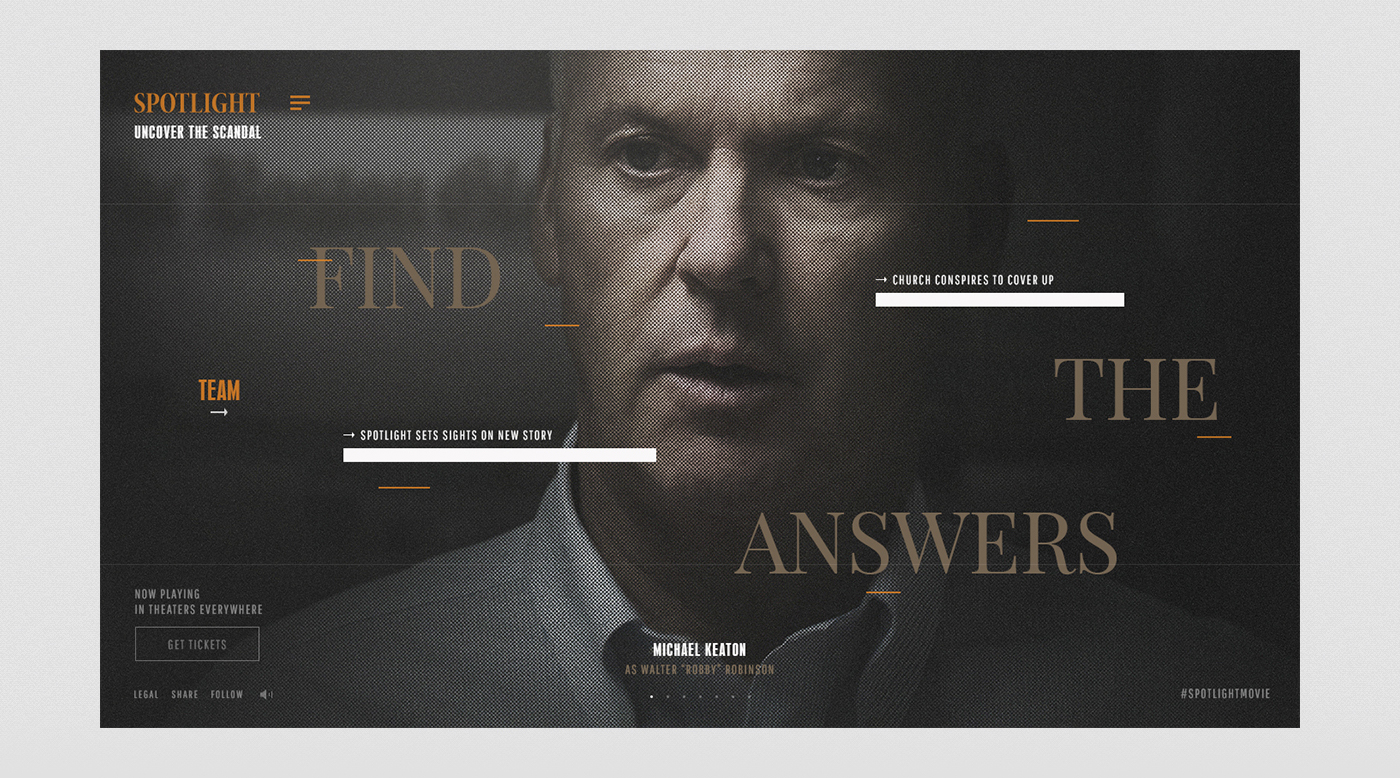 SPOTLIGHT
UNCOVER THE SCANDAL
FIND
CHURCH CONSPIRES TO COVER UP
THE
TEAM
SPOTLIGHT SETS SIGHTS ON NEW STORY
ANSWERS
NOW PLAYING
IN THEATERS EVERYWHERE
GET TICKETS
MICHAEL KEATON
AS WALTER "ROBBY" ROBINSON
LEGAL SHARE FOLLOW
#SPOTLIGHTMOVIE